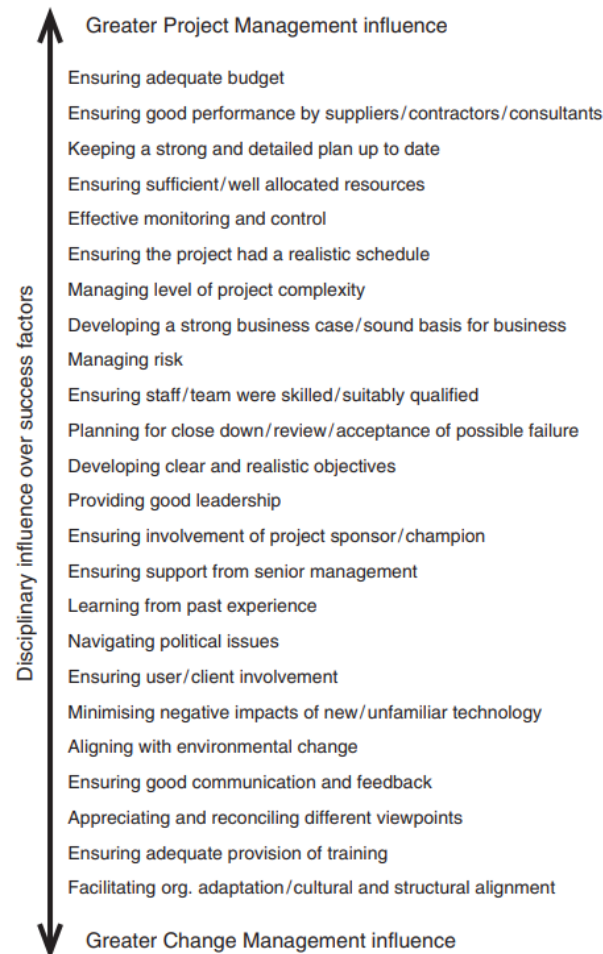 Greater Project Management influence
Ensuring adequate budget
Ensuring good performance by suppliers/contractors/consultants
Keeping a strong and detailed plan up to date
Ensuring sufficient/well allocated resources
Effective monitoring and control
Ensuring the project had a realistic schedule
Managing level of project complexity
Developing a strong business case/sound basis for business
Managing risk
Ensuring staff/team were skilled/suitably qualified
Planning for close down/review/acceptance of possible failure
Developing clear and realistic objectives
Providing good leadership
Ensuring involvement of project sponsor/champion
Ensuring support from senior management
Learning from past experience
Navigating political issues
Ensuring user/client involvement
Minimising negative impacts of new/unfamiliar technology
Aligning with environmental change
Ensuring good communication and feedback
Appreciating and reconciling different viewpoints
Ensuring adequate provision of training
Facilitating org. adaptation/cultural and structural alignment
Greater Change Management influence
Disciplinary influence over success factors